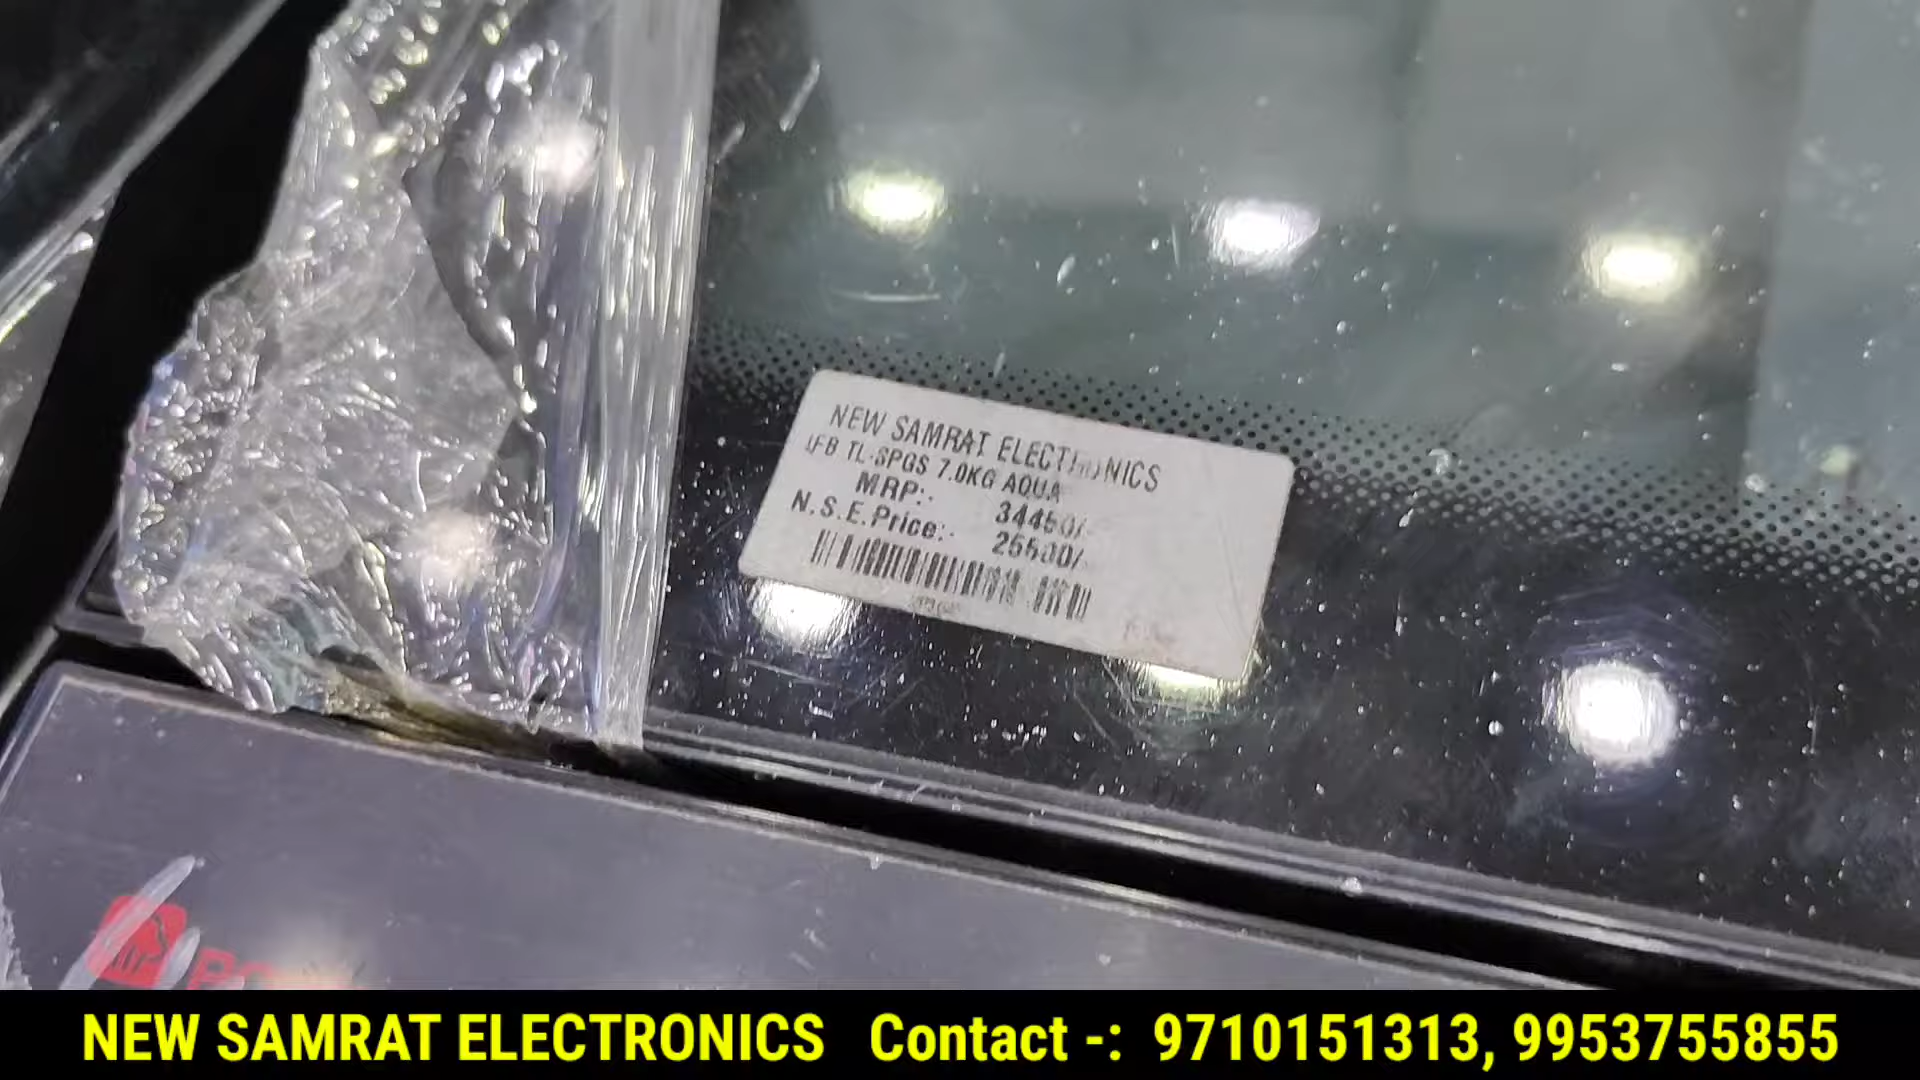 NEW SAMRAT ELECTRONICS
IFB TL-SPGS 7.0KG AQUA
MRP:.
N.S.E.Price:-
NEW SAMRAT ELECTRONICS Contact -: 9710151313, 9953755855